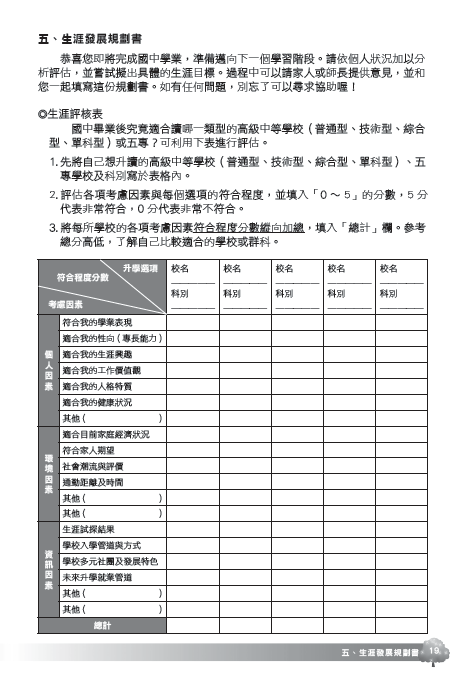 五、生涯發展規劃書
恭喜您即將完成國中學業，準備邁向下一個學習階段。請依個人狀況加以分
析評估，並嘗試擬出具體的生涯目標。過程中可以請家人或師長提供意見，並和
您一起填寫這份規劃書。如有任何問題，別忘了可以尋求協助喔！
◎生涯評核表
國中畢業後究竟適合讀哪一類型的高級中等學校（普通型、技術型、綜合
型、單科型）或五專？可利用下表進行評估。
1. 先將自己想升讀的高級中等學校（普通型、技術型、綜合型、單科型）、五
專學校及科別寫於表格內。
2. 評估各項考慮因素與每個選項的符合程度，並填入「0 ～ 5」的分數，5 分
代表非常符合，0 分代表非常不符合。
3. 將每所學校的各項考慮因素符合程度分數縱向加總，填入「總計」欄。參考
總分高低，了解自己比較適合的學校或群科。
升學選項 符合程度分數 考慮因素
校名 校名 校名 校名 校名
科別 科別 科別 科別 科別
個人因素
符合我的學業表現
適合我的性向（專長能力）
適合我的生涯興趣
適合我的工作價值觀
適合我的人格特質
適合我的健康狀況
其他（ ）
環境因素
適合目前家庭經濟狀況
符合家人期望
社會潮流與評價
通勤距離及時間
其他（ ）
其他（ ）
資訊因素
生涯試探結果
學校入學管道與方式
學校多元社團及發展特色
未來升學就業管道
其他（ ）
其他（ ）
總計
五、生涯發展規劃書 19